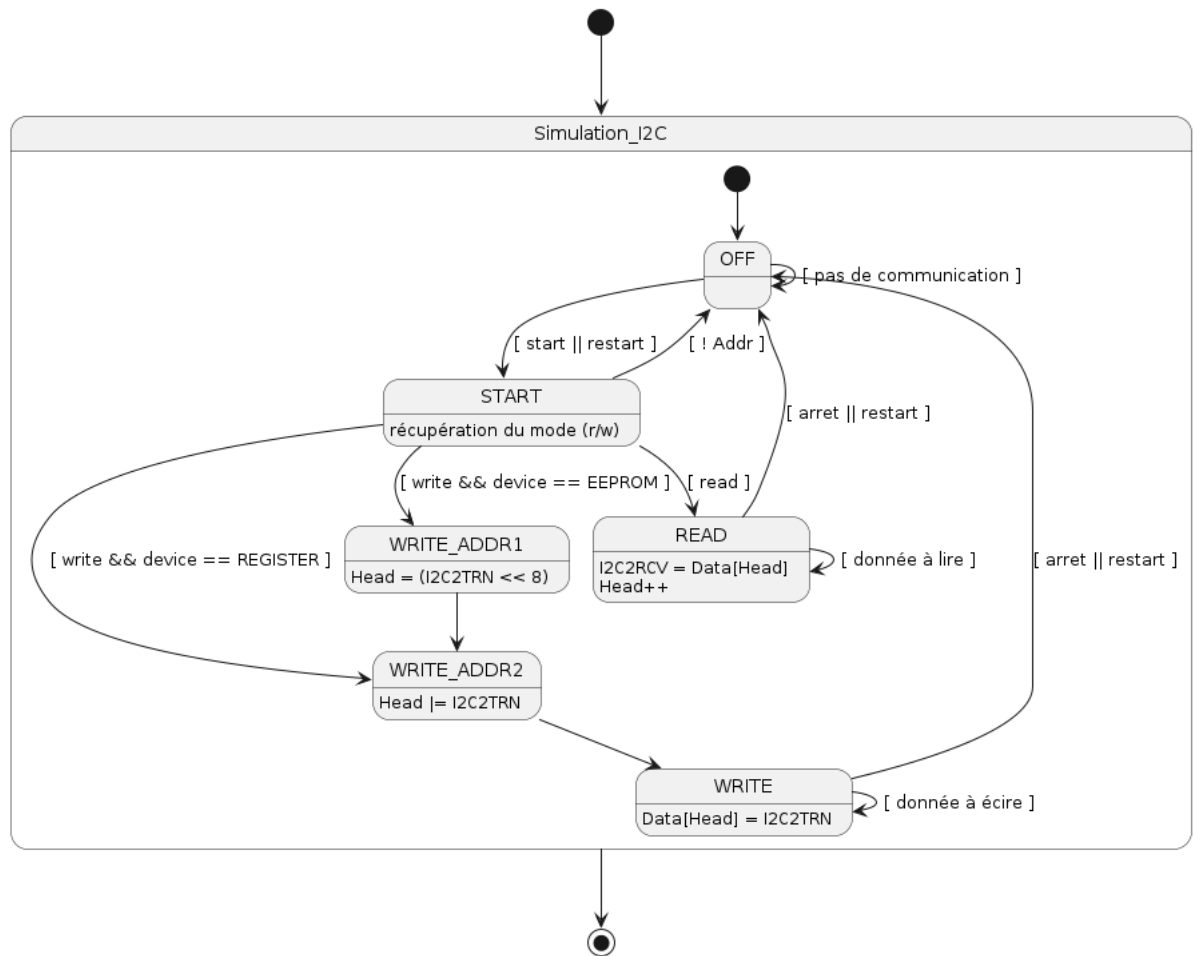 Simulation_I2C
OFF
[ pas de communication ]
[ start || restart ]
[ ! Addr ]
START
récupération du mode (r/w)
[ arret || restart ]
[ write && device == EEPROM ]
[ read ]
[ write && device == REGISTER ]
WRITE_ADDR1
Head = (I2C2TRN << 8)
READ
I2C2RCV = Data[Head]
Head++
[ donnée à lire ]
[ arret || restart ]
WRITE_ADDR2
Head |= I2C2TRN
WRITE
Data[Head] = I2C2TRN
[ donnée à écire ]